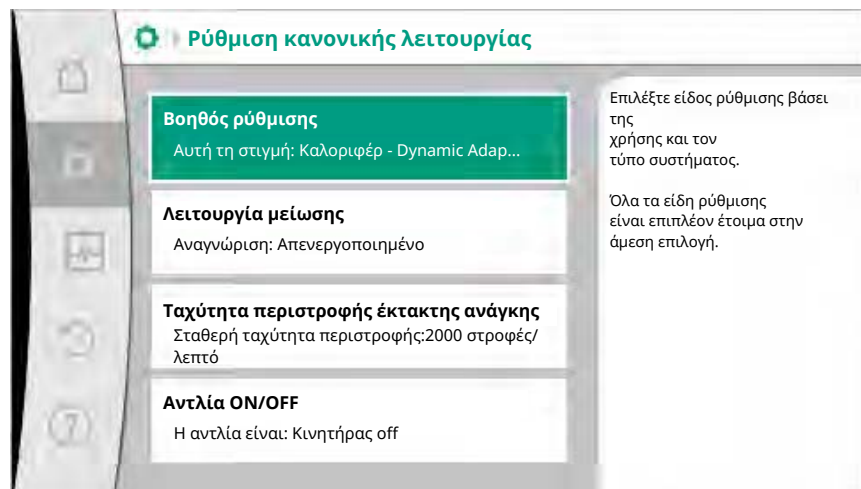 Ρύθμιση κανονικής λειτουργίας
Βοηθός ρύθμισης
Αυτή τη στιγμή: Καλοριφέρ - Dynamic Adap...
Λειτουργία μείωσης
Αναγνώριση: Απενεργοποιημένο
Ταχύτητα περιστροφής έκτακτης ανάγκης
Σταθερή ταχύτητα περιστροφής:2000 στροφές/
λεπτό
Αντλία ON/OFF
Η αντλία είναι: Κινητήρας off
Επιλέξτε είδος ρύθμισης βάσει
της
χρήσης και τον
τύπο συστήματος.
Όλα τα είδη ρύθμισης
είναι επιπλέον έτοιμα στην
άμεση επιλογή.